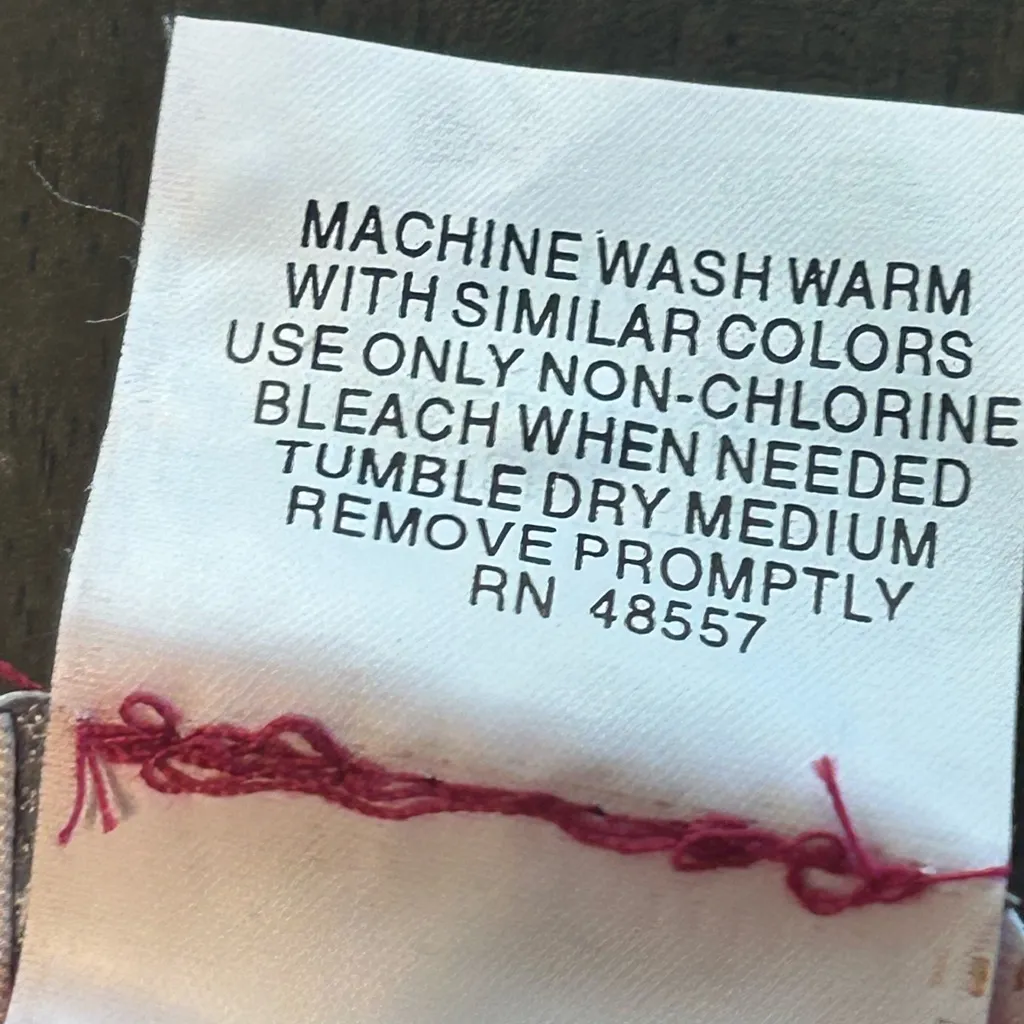 MACHINE WASH WARM
WITH SIMILAR COLORS
USE ONLY NON-CHLORINE
BLEACH WHEN NEEDED
TUMBLE DRY MEDIUM
REMOVE PROMPTLY
RN 48557